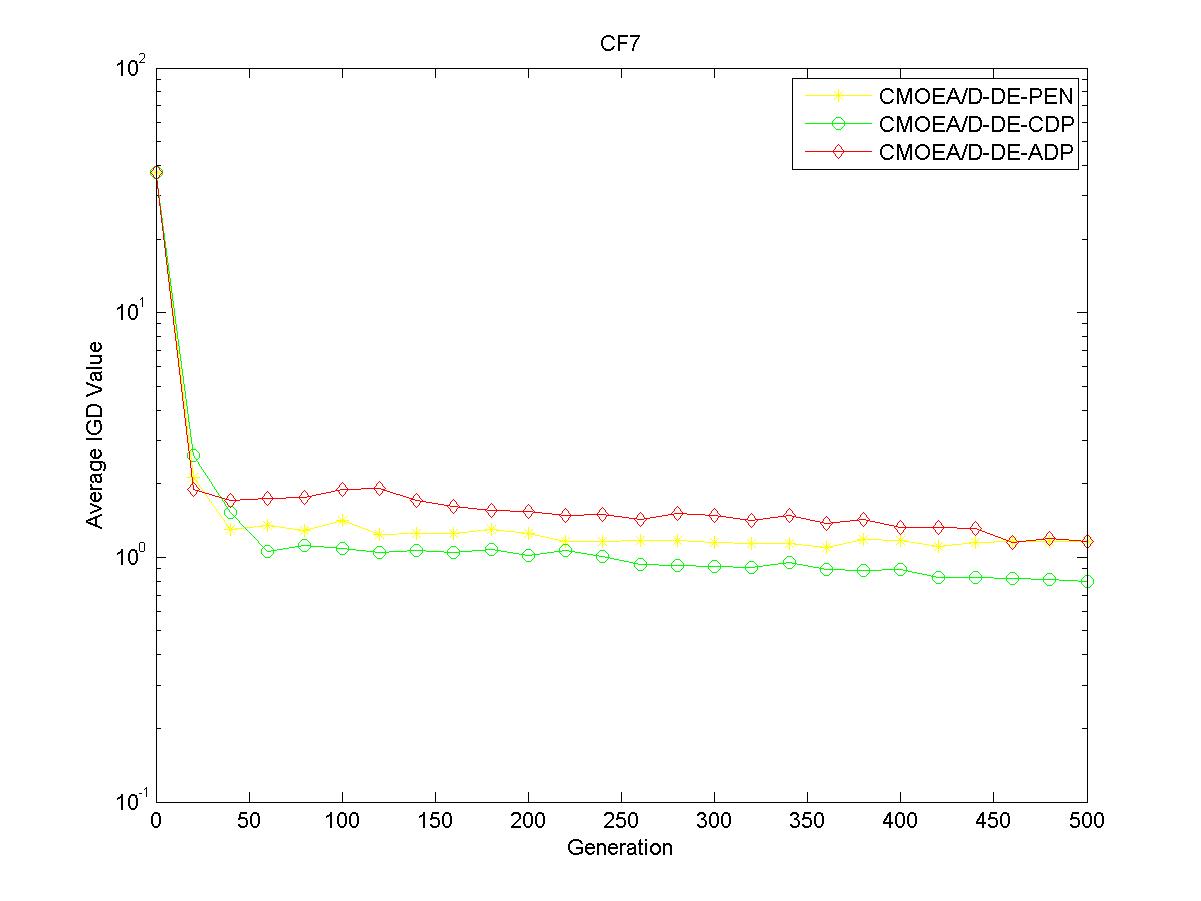 CF7
10^2
10^1
10^0
10^-1
Average IGD Value
CMOEA/D-DE-PEN
CMOEA/D-DE-CDP
CMOEA/D-DE-ADP
0 50 100 150 200 250 300 350 400 450 500
Generation